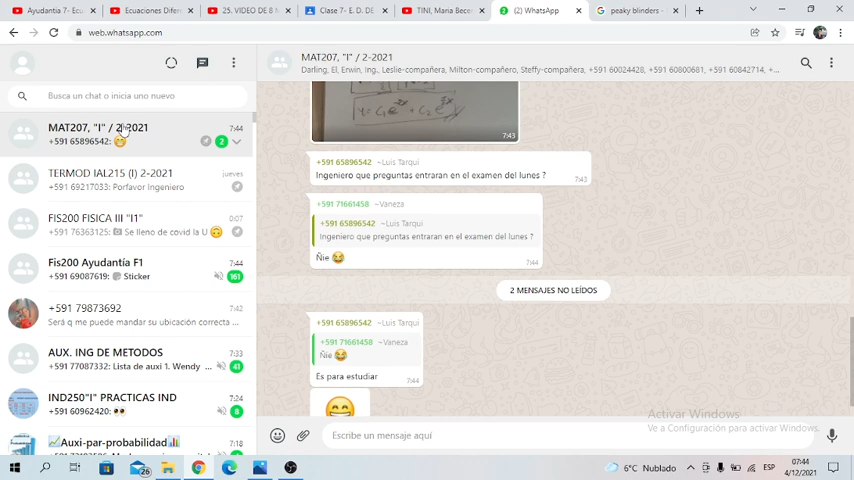 Ayudantia 7- Ecu
Ecuaciones Difer
25. VIDEO DE 8 M
Clase 7- E. D. DE
TINI, Maria Bece
(2) WhatsApp
peaky blinders -
web.whatsapp.com
Busca un chat o inicia uno nuevo
MAT207, "I" / 2-2021
7:44
+591 65896542: 😁
2
TERMOD IAL215 (I) 2-2021
jueves
+591 69217033: Porfavor Ingeniero
FIS200 FISICA III "I1"
0:07
+591 76363125: Se lleno de covid la U 🙃
Fis200 Ayudantía F1
7:44
+591 69087619: Sticker
161
+591 79873692
7:42
Será q me puede mandar su ubicación correcta ...
AUX. ING DE METODOS
7:33
+591 77087332: Lista de auxi 1. Wendy ...
41
IND250"I" PRACTICAS IND
7:24
+591 60962420: 👀
8
📈Auxi-par-probabilidad📊
7:18
MAT207, "I" / 2-2021
Darling, El, Erwin, Ing., Leslie-compañera, Milton-compañero, Steffy-compañera, +591 60024428, +591 60800681, +591 60842714, +...
7:43
+591 65896542 ~Luis Tarqui
Ingeniero que preguntas entraran en el examen del lunes ?
7:43
+591 71661458 ~Vaneza
+591 65896542 ~Luis Tarqui
Ingeniero que preguntas entraran en el examen del lunes ?
Ñie 😂
7:44
2 MENSAJES NO LEÍDOS
+591 65896542 ~Luis Tarqui
+591 71661458 ~Vaneza
Ñie 😂
Es para estudiar
7:44
Escribe un mensaje aquí
Activar Windows
Ve a Configuración para activar Windows.
26
6°C Nublado
ESP
07:44
4/12/2021